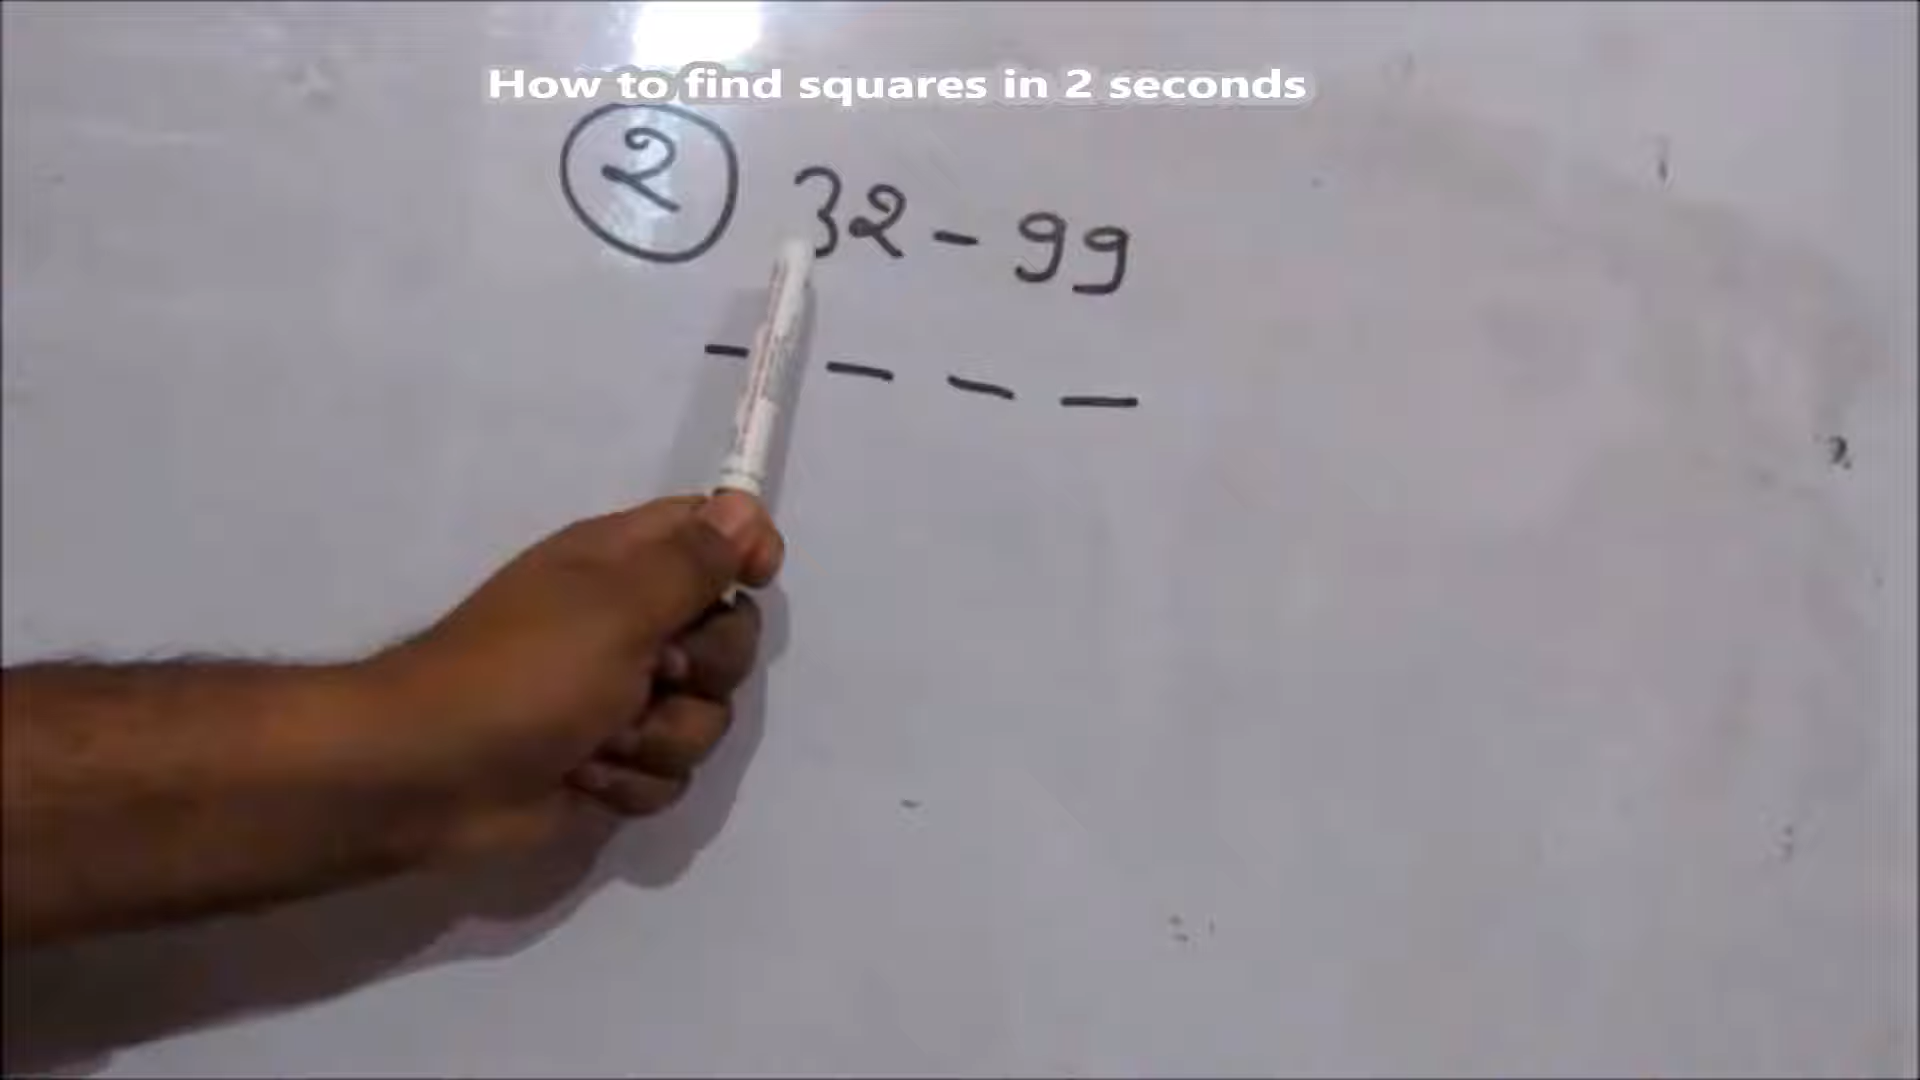 How to find squares in 2 seconds
2 32 - 99
_ _ _ _